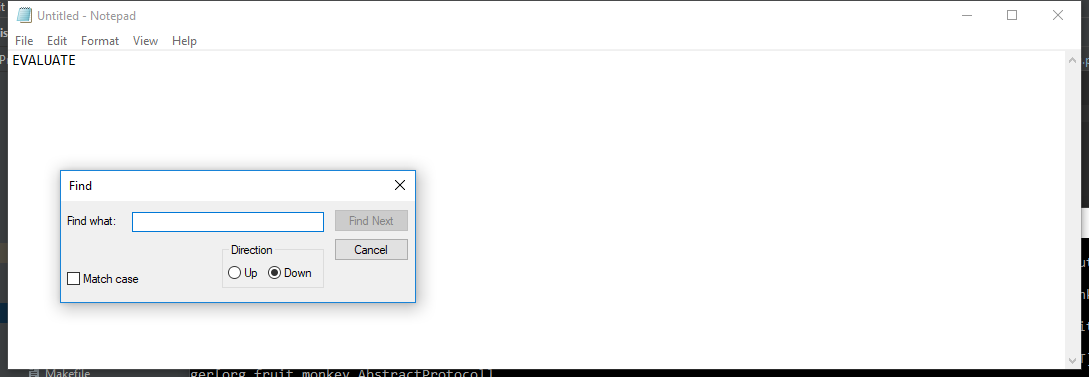 Untitled - Notepad
File Edit Format View Help
EVALUATE
Find
Find what:
Find Next
Direction
Cancel
Up Down
Match case
Makefile
ger[org.fruit.monkey.AbstractProtocol]